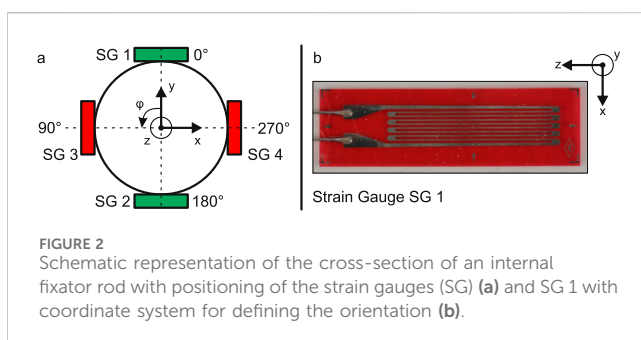 a
SG 1
0°
y
φ
z
x
90°
270°
SG 3
SG 4
SG 2
180°
b
z
y
x
Strain Gauge SG 1
FIGURE 2
Schematic representation of the cross-section of an internal
fixator rod with positioning of the strain gauges (SG) (a) and SG 1 with
coordinate system for defining the orientation (b).